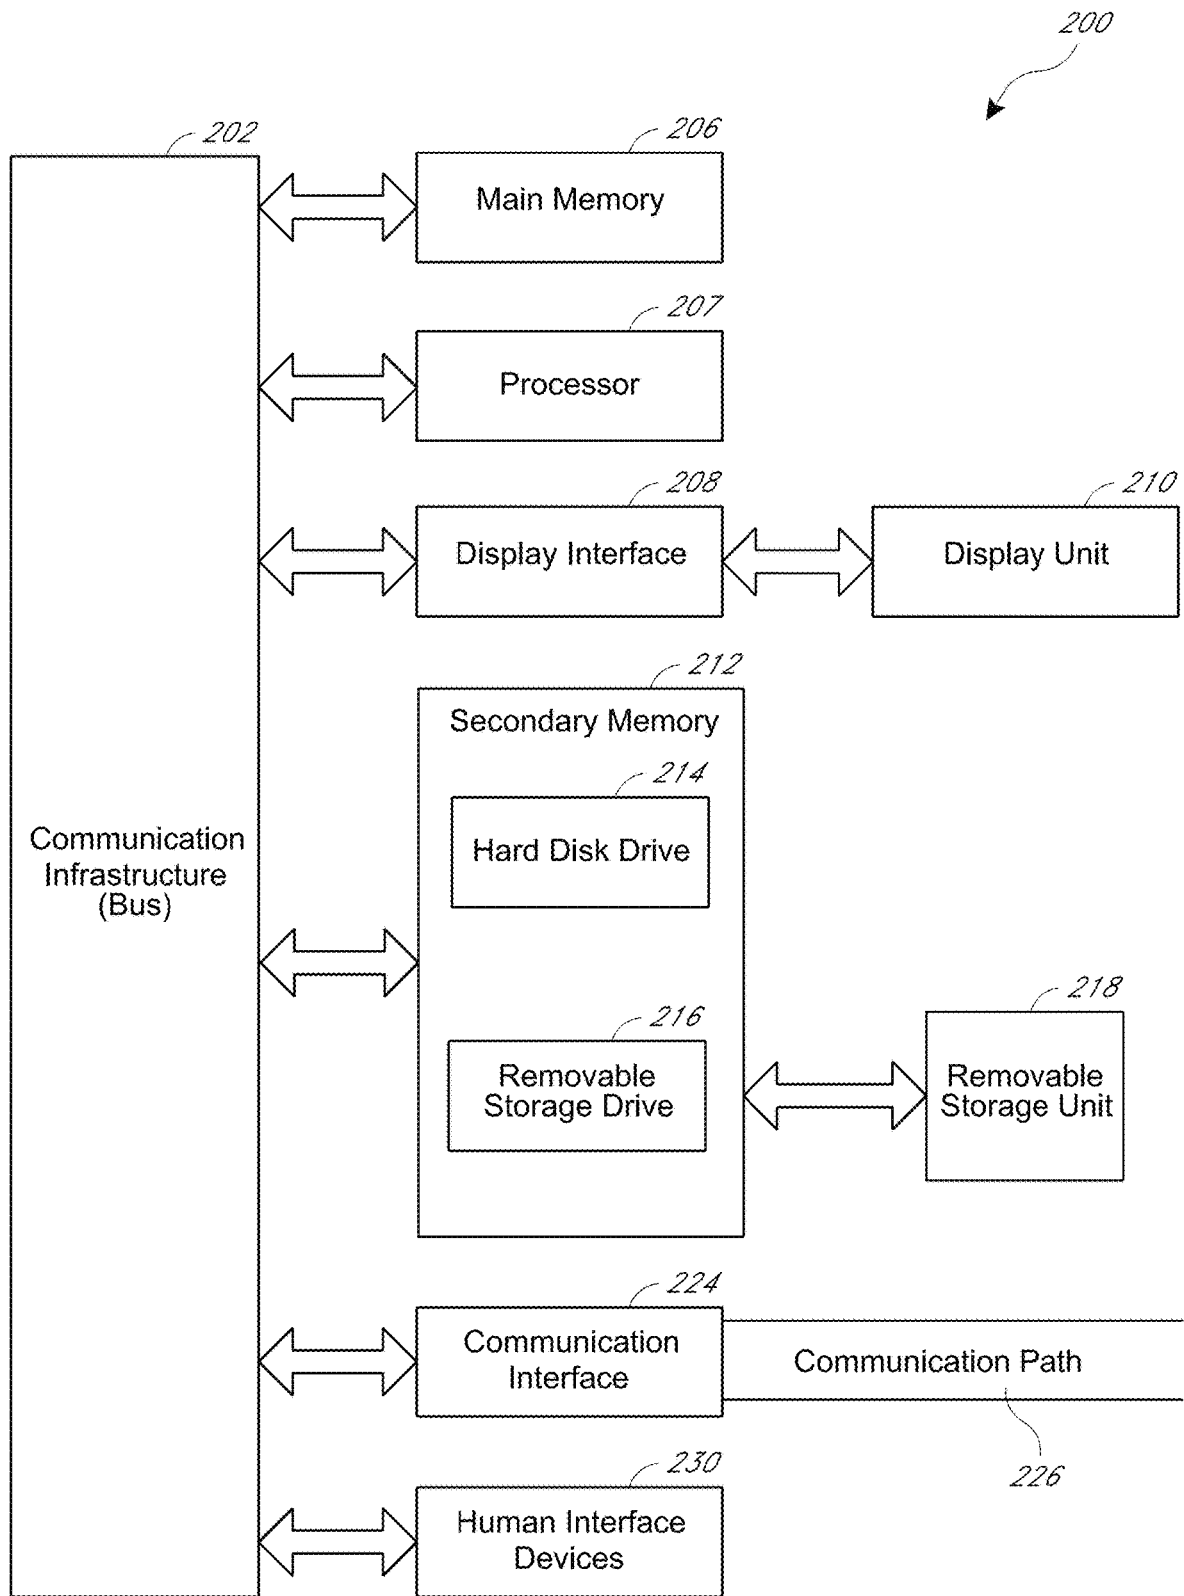 200
202
206
Main Memory
207
Processor
208
Display Interface
210
Display Unit
212
Secondary Memory
214
Hard Disk Drive
Communication
Infrastructure
(Bus)
216
Removable
Storage Drive
218
Removable
Storage Unit
224
Communication
Interface
Communication Path
226
230
Human Interface
Devices